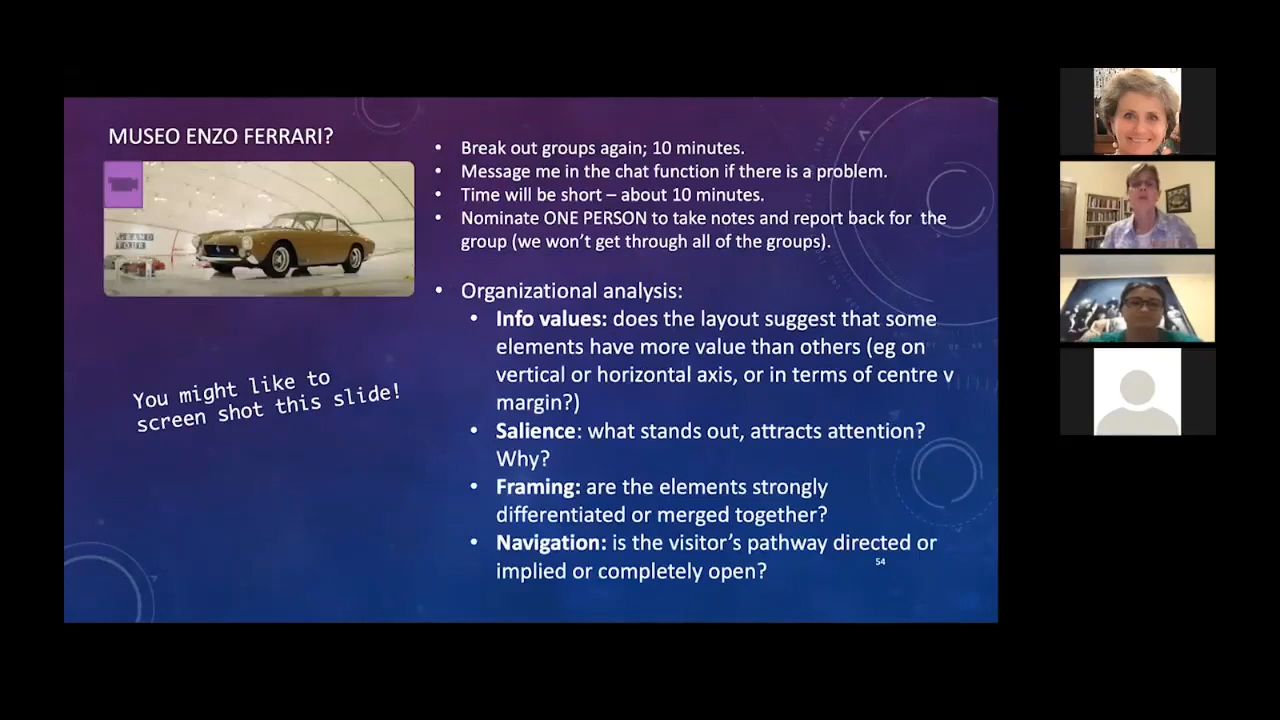 MUSEO ENZO FERRARI?
GRAND
TOUR
You might like to
screen shot this slide!
• Break out groups again; 10 minutes.
• Message me in the chat function if there is a problem.
• Time will be short – about 10 minutes.
• Nominate ONE PERSON to take notes and report back for the
group (we won't get through all of the groups).
• Organizational analysis:
• Info values: does the layout suggest that some
elements have more value than others (eg on
vertical or horizontal axis, or in terms of centre v
margin?)
• Salience: what stands out, attracts attention?
Why?
• Framing: are the elements strongly
differentiated or merged together?
• Navigation: is the visitor's pathway directed or
implied or completely open?
54